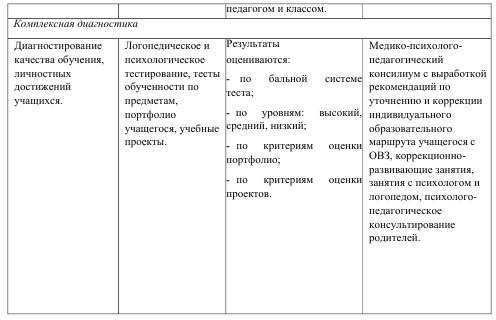 педагогом и классом.
Комплексная диагностика
Диагностирование
качества обучения,
личностных
достижений
учащихся.
Логопедическое и
психологическое
тестирование, тесты
обученности по
предметам,
портфолио
учащегося, учебные
проекты.
Результаты
оцениваются:
- по бальной системе
теста;
- по уровням: высокий,
средний, низкий;
- по критериям оценки
портфолио;
- по критериям оценки
проектов.
Медико-психолого-
педагогический
консилиум с выработкой
рекомендаций по
уточнению и коррекции
индивидуального
образовательного
маршрута учащегося с
ОВЗ, коррекционно-
развивающие занятия,
занятия с психологом и
логопедом, психолого-
педагогическое
консультирование
родителей.